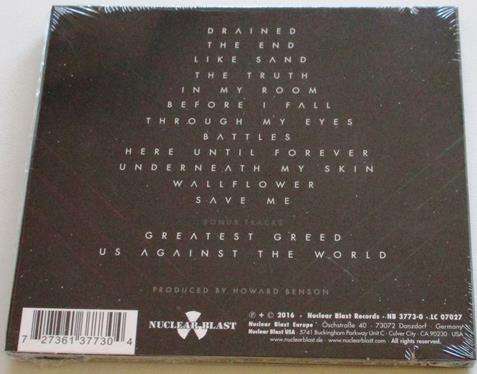 DRAINED
THE END
LIKE SAND
THE TRUTH
IN MY ROOM
BEFORE I FALL
THROUGH MY EYES
BATTLES
HERE UNTIL FOREVER
UNDERNEATH MY SKIN
WALLFLOWER
SAVE ME
BONUS TRACKS
GREATEST GREED
US AGAINST THE WORLD
PRODUCED BY HOWARD BENSON
7 27361 37730 4
NUCLEAR BLAST
℗ + © 2016 · Nuclear Blast Records · NB 3773-0 · LC 07027
Nuclear Blast Europe · Öschstraße 40 · 73072 Donzdorf · Germany
Nuclear Blast USA · 5741 Buckingham Parkway Unit C · Culver City · CA 90230 · USA
www.nuclearblast.de · www.nuclearblast.com · All rights reserved.